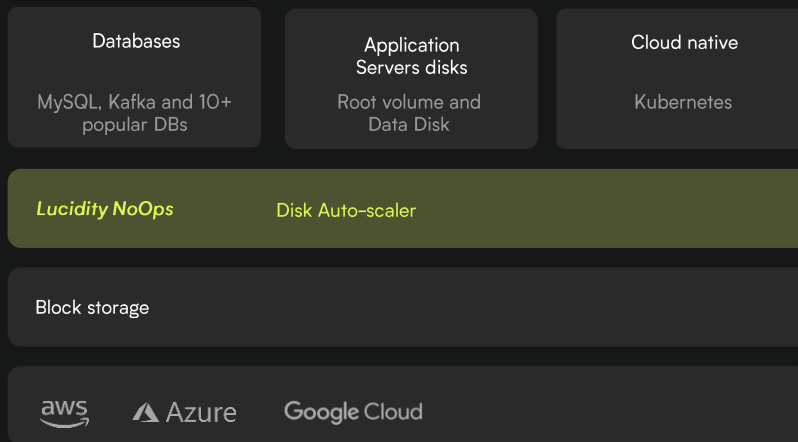 Databases
MySQL, Kafka and 10+
popular DBs
Application
Servers disks
Root volume and
Data Disk
Cloud native
Kubernetes
Lucidity NoOps
Disk Auto-scaler
Block storage
aws
Azure
Google Cloud